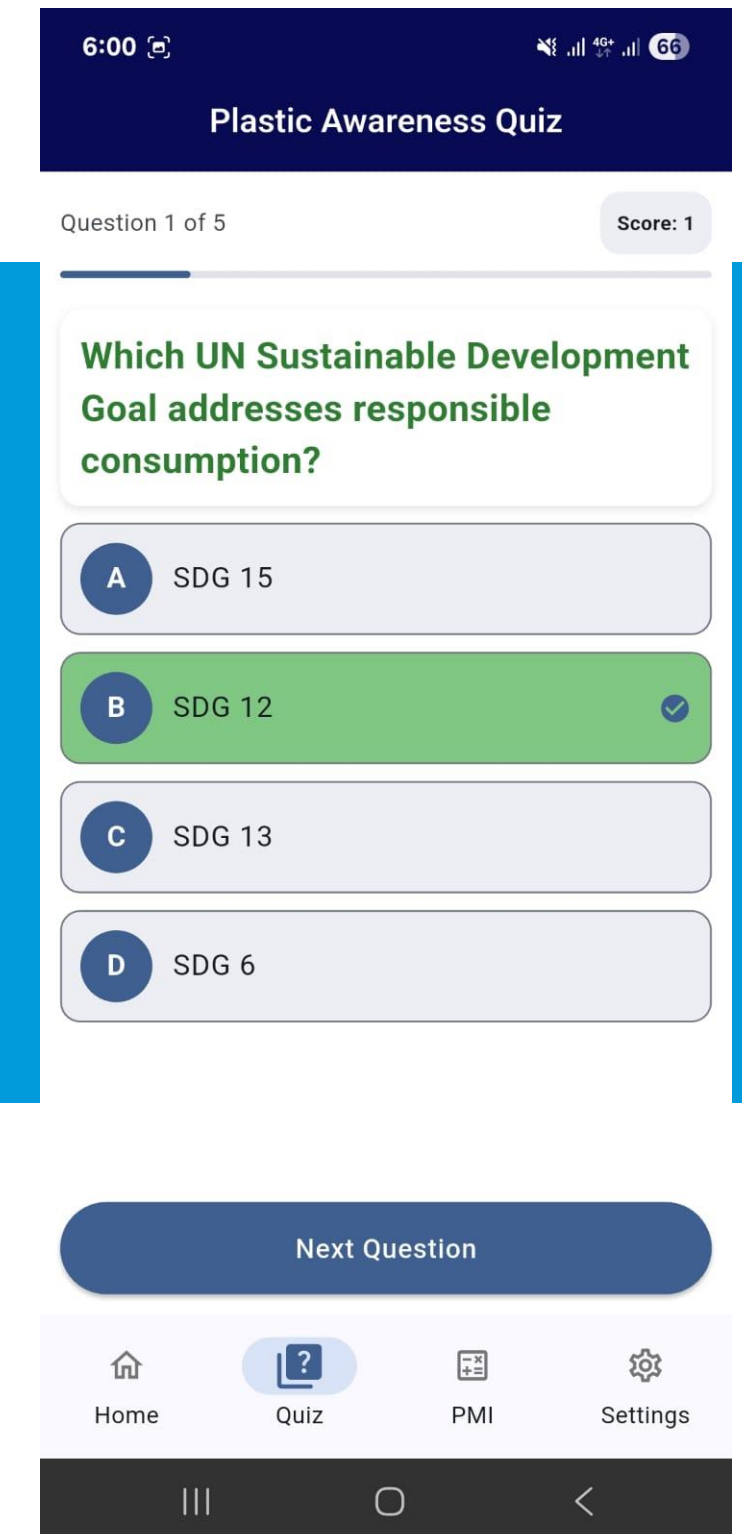 6:00 4G+ 66
Plastic Awareness Quiz
Question 1 of 5 Score: 1
Which UN Sustainable Development
Goal addresses responsible
consumption?
A SDG 15
B SDG 12
C SDG 13
D SDG 6
Next Question
Home Quiz PMI Settings